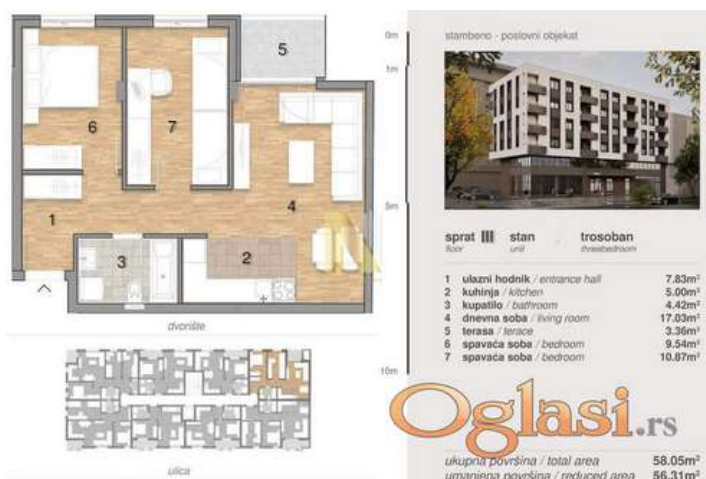 5
6
7
1
4
2
3
dvorište
ulica
0m
1m
5m
10m
stambeno - poslovni objekat
sprat III stan trosoban
floor unit threebedroom
1 ulazni hodnik / entrance hall 7.83m²
2 kuhinja / kitchen 5.00m²
3 kupatilo / bathroom 4.42m²
4 dnevna soba / living room 17.03m²
5 terasa / terace 3.36m²
6 spavaća soba / bedroom 9.54m²
7 spavaća soba / bedroom 10.87m²
Oglasi.rs
ukupna površina / total area 58.05m²
umanjena površina / reduced area 56.31m²